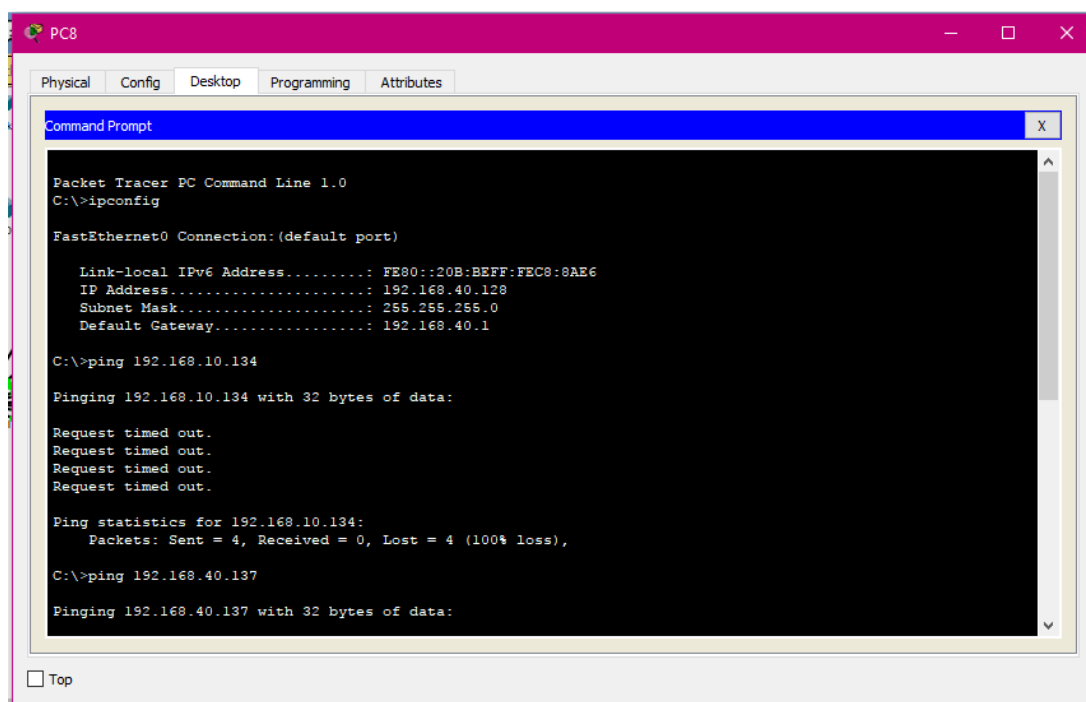 PC8
Physical Config Desktop Programming Attributes
Command Prompt
X
Packet Tracer PC Command Line 1.0
C:\>ipconfig
FastEthernet0 Connection:(default port)
Link-local IPv6 Address.........: FE80::20B:BEFF:FEC8:8AE6
IP Address......................: 192.168.40.128
Subnet Mask.....................: 255.255.255.0
Default Gateway.................: 192.168.40.1
C:\>ping 192.168.10.134
Pinging 192.168.10.134 with 32 bytes of data:
Request timed out.
Request timed out.
Request timed out.
Request timed out.
Ping statistics for 192.168.10.134:
Packets: Sent = 4, Received = 0, Lost = 4 (100% loss),
C:\>ping 192.168.40.137
Pinging 192.168.40.137 with 32 bytes of data:
Top